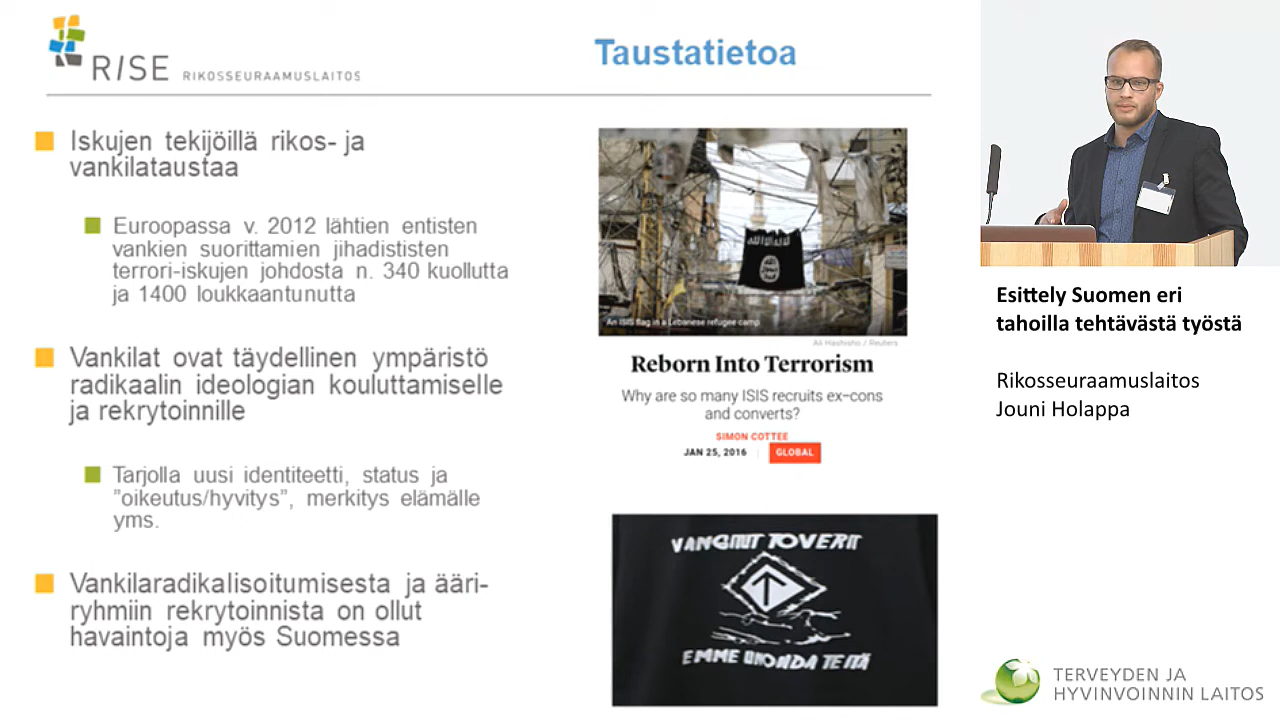 RISE RIKOSSEURAAMUSLAITOS
Taustatietoa
Iskujen tekijöillä rikos- ja
vankilataustaa
Euroopassa v. 2012 lähtien entisten
vankien suorittamien jihadististen
terrori-iskujen johdosta n. 340 kuollutta
ja 1400 loukkaantunutta
Vankilat ovat täydellinen ympäristö
radikaalin ideologian kouluttamiselle
ja rekrytoinnille
Tarjolla uusi identiteetti, status ja
"oikeutus/hyvitys", merkitys elämälle
yms.
Vankilaradikalisoitumisesta ja ääri-
ryhmiin rekrytoinnista on ollut
havaintoja myös Suomessa
An ISIS flag in a Lebanese refugee camp
Ali Hashisho / Reuters
Reborn Into Terrorism
Why are so many ISIS recruits ex-cons
and converts?
SIMON COTTEE
JAN 25, 2016 | GLOBAL
VANGITUT TOVERIT
EMME UNOHDA TEITÄ
Esittely Suomen eri
tahoilla tehtävästä työstä
Rikosseuraamuslaitos
Jouni Holappa
TERVEYDEN JA
HYVINVOINNIN LAITOS